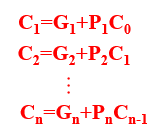 C₁=G₁+P₁C₀
C₂=G₂+P₂C₁
⋮
Cₙ=Gₙ+PₙCₙ₋₁